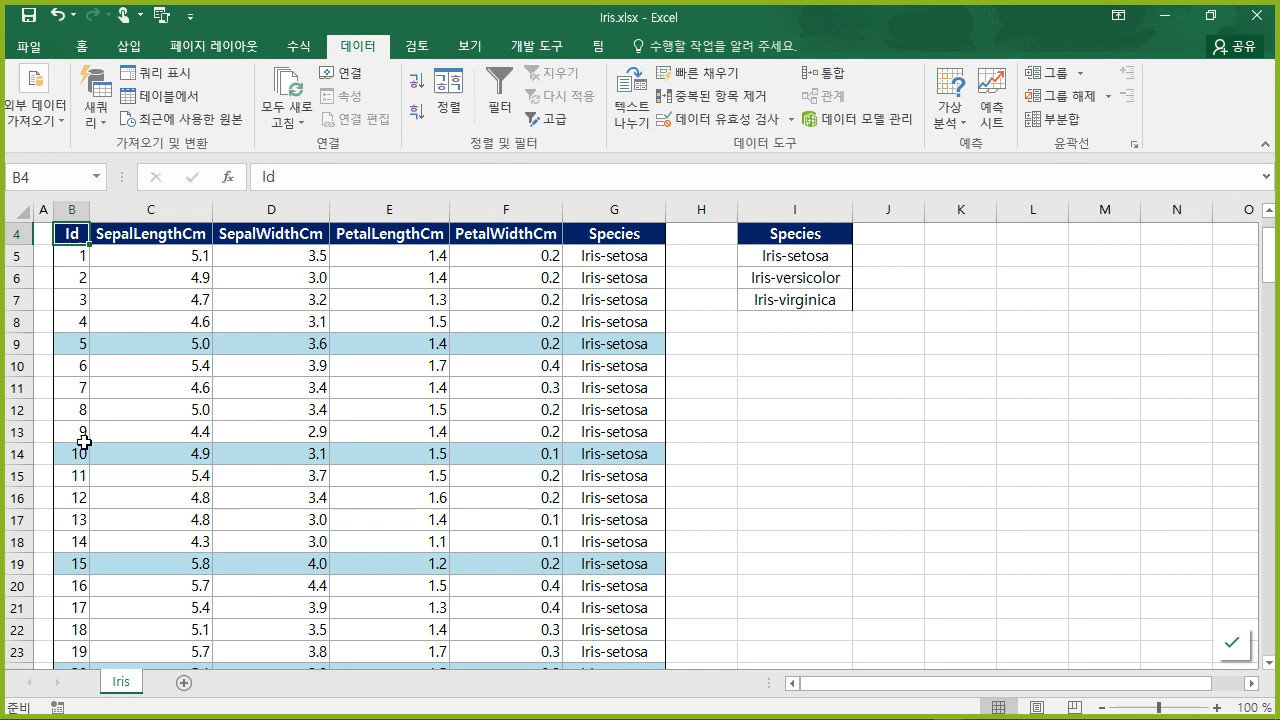 Iris.xlsx - Excel
파일 홈 삽입 페이지 레이아웃 수식 데이터 검토 보기 개발 도구 팀 수행할 작업을 알려 주세요. 공유
외부 데이터 가져오기
새 쿼리
쿼리 표시
테이블에서
최근에 사용한 원본
가져오기 및 변환
모두 새로 고침
연결
속성
연결 편집
연결
정렬
필터
지우기
다시 적용
고급
정렬 및 필터
텍스트 나누기
빠른 채우기
중복된 항목 제거
데이터 유효성 검사
통합
관계
데이터 모델 관리
데이터 도구
가상 분석
예측 시트
예측
그룹
그룹 해제
부분합
윤곽선
B4 fx Id
A B C D E F G H I J K L M N O
4 Id SepalLengthCm SepalWidthCm PetalLengthCm PetalWidthCm Species Species
5 1 5.1 3.5 1.4 0.2 Iris-setosa Iris-setosa
6 2 4.9 3.0 1.4 0.2 Iris-setosa Iris-versicolor
7 3 4.7 3.2 1.3 0.2 Iris-setosa Iris-virginica
8 4 4.6 3.1 1.5 0.2 Iris-setosa
9 5 5.0 3.6 1.4 0.2 Iris-setosa
10 6 5.4 3.9 1.7 0.4 Iris-setosa
11 7 4.6 3.4 1.4 0.3 Iris-setosa
12 8 5.0 3.4 1.5 0.2 Iris-setosa
13 9 4.4 2.9 1.4 0.2 Iris-setosa
14 10 4.9 3.1 1.5 0.1 Iris-setosa
15 11 5.4 3.7 1.5 0.2 Iris-setosa
16 12 4.8 3.4 1.6 0.2 Iris-setosa
17 13 4.8 3.0 1.4 0.1 Iris-setosa
18 14 4.3 3.0 1.1 0.1 Iris-setosa
19 15 5.8 4.0 1.2 0.2 Iris-setosa
20 16 5.7 4.4 1.5 0.4 Iris-setosa
21 17 5.4 3.9 1.3 0.4 Iris-setosa
22 18 5.1 3.5 1.4 0.3 Iris-setosa
23 19 5.7 3.8 1.7 0.3 Iris-setosa
Iris
준비 100 %